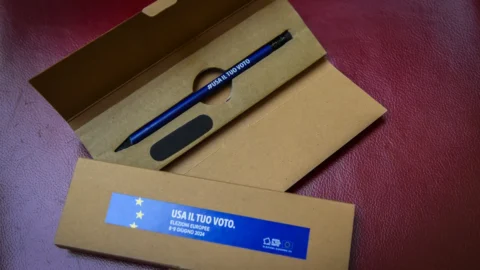 #USA IL TUO VOTO
USA IL TUO VOTO.
ELEZIONI EUROPEE
8-9 GIUGNO 2024